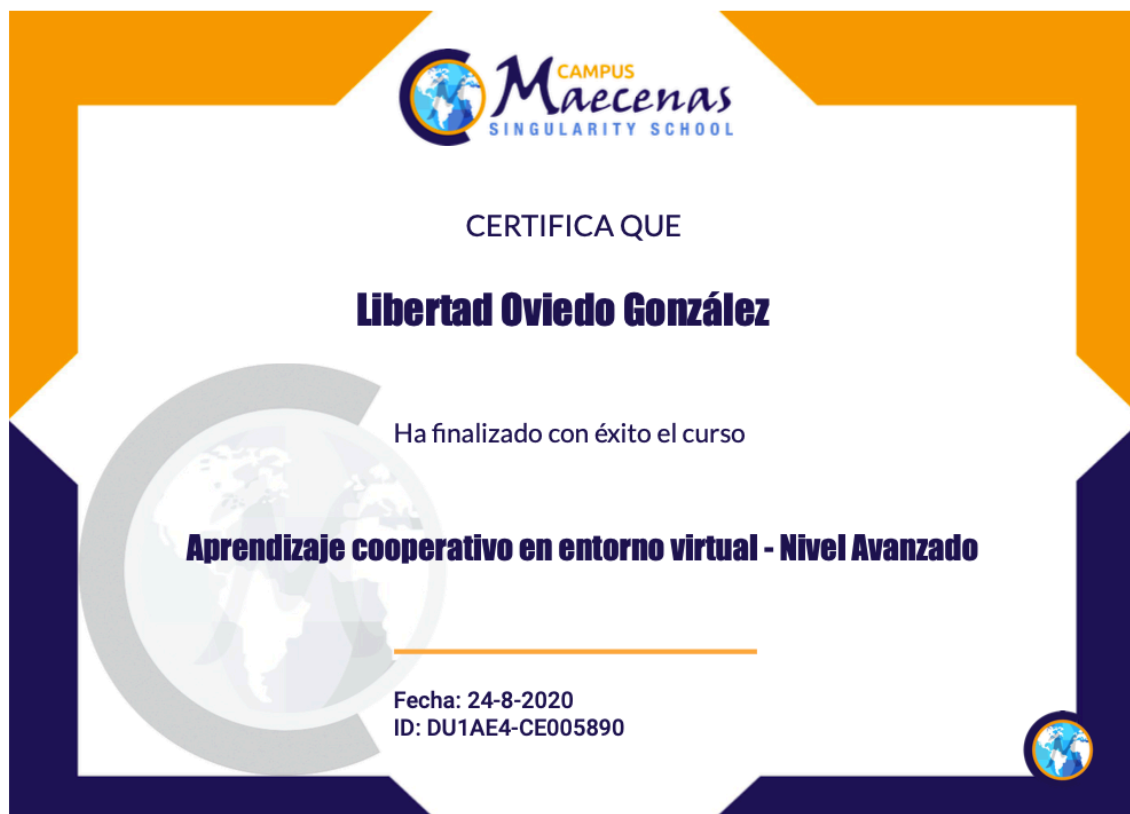 CAMPUS
Maecenas
SINGULARITY SCHOOL
CERTIFICA QUE
Libertad Oviedo González
Ha finalizado con éxito el curso
Aprendizaje cooperativo en entorno virtual - Nivel Avanzado
Fecha: 24-8-2020
ID: DU1AE4-CE005890